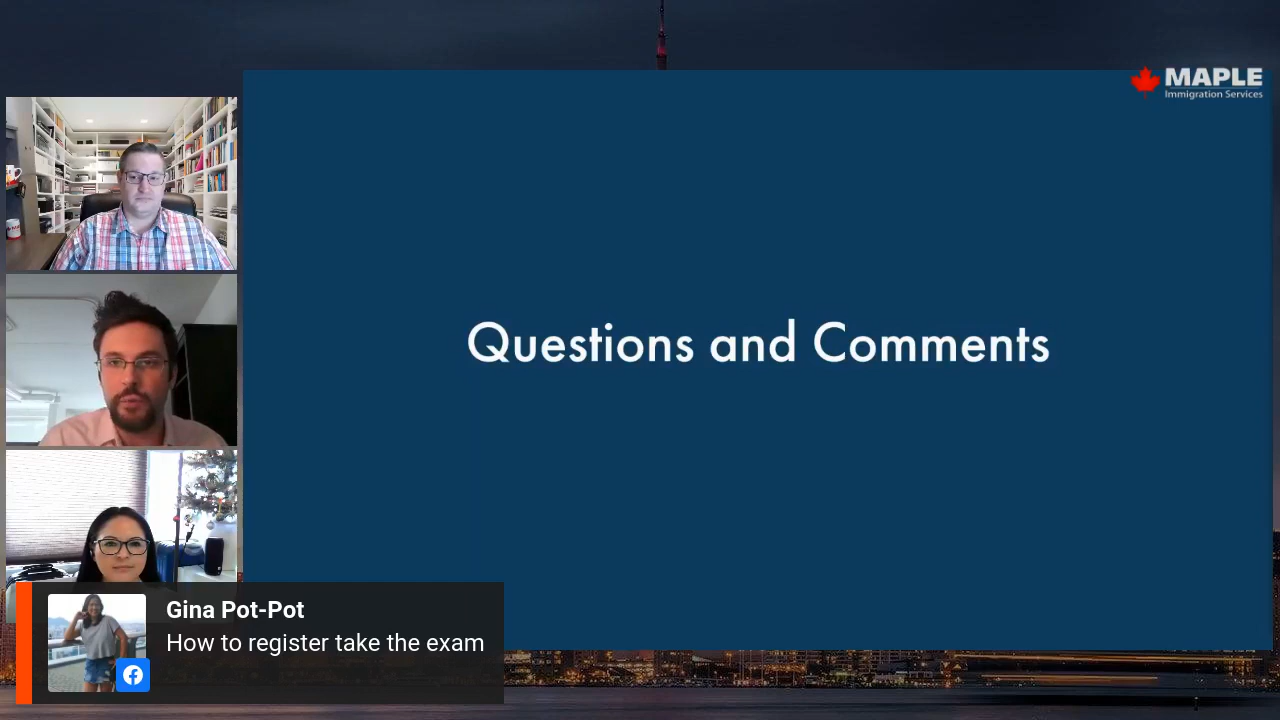 MAPLE
Immigration Services
Questions and Comments
Gina Pot-Pot
How to register take the exam